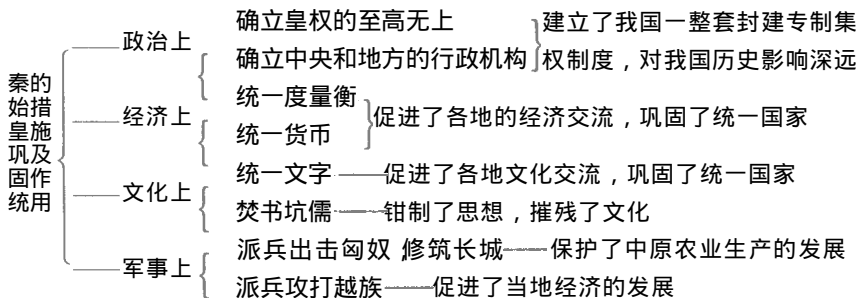 秦的
始措
皇施
巩及
固作
统用
政治上
确立皇权的至高无上
确立中央和地方的行政机构
建立了我国一整套封建专制集
权制度，对我国历史影响深远
经济上
统一度量衡
统一货币
促进了各地的经济交流，巩固了统一国家
文化上
统一文字——促进了各地文化交流，巩固了统一国家
焚书坑儒——钳制了思想，摧残了文化
军事上
派兵出击匈奴,修筑长城——保护了中原农业生产的发展
派兵攻打越族——促进了当地经济的发展